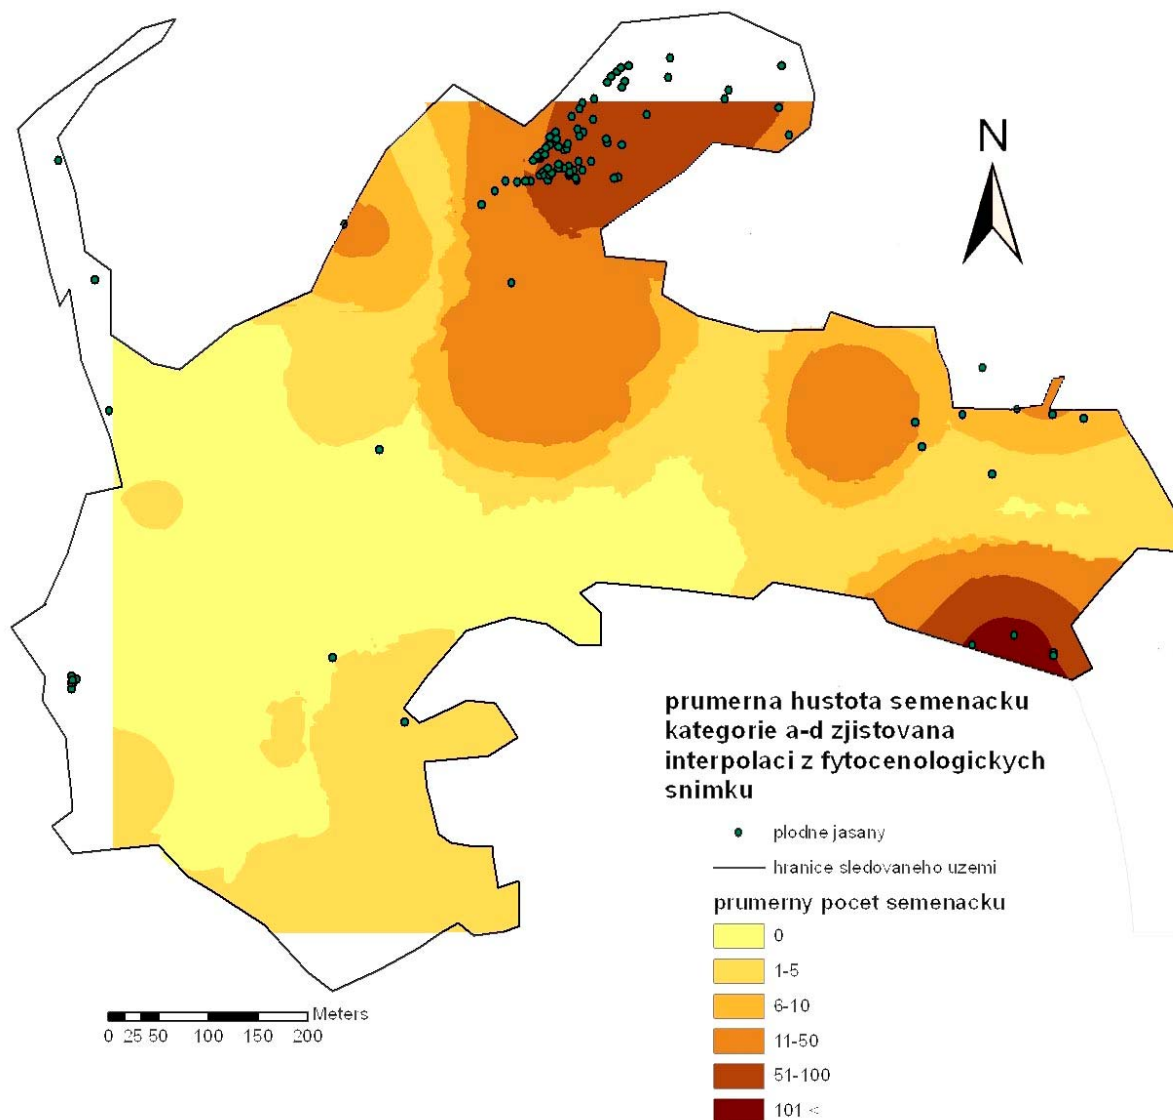 N
prumerna hustota semenacku
kategorie a-d zjistovana
interpolaci z fytocenologickych
snimku
plodne jasany
hranice sledovaneho uzemi
prumerny pocet semenacku
0
1-5
6-10
11-50
51-100
101 <
Meters
0 25 50 100 150 200